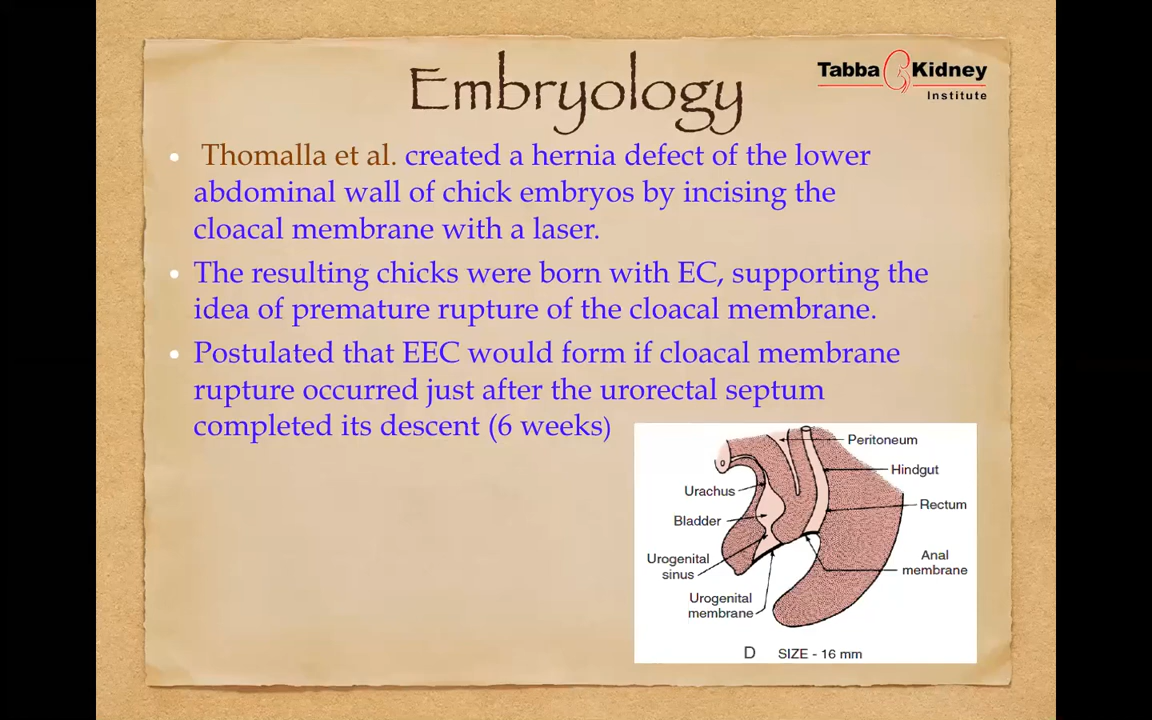 Embryology
Tabba Kidney
Institute
• Thomalla et al. created a hernia defect of the lower
abdominal wall of chick embryos by incising the
cloacal membrane with a laser.
• The resulting chicks were born with EC, supporting the
idea of premature rupture of the cloacal membrane.
• Postulated that EEC would form if cloacal membrane
rupture occurred just after the urorectal septum
completed its descent (6 weeks)
Peritoneum
Hindgut
Urachus
Rectum
Bladder
Urogenital
sinus
Anal
membrane
Urogenital
membrane
D SIZE - 16 mm